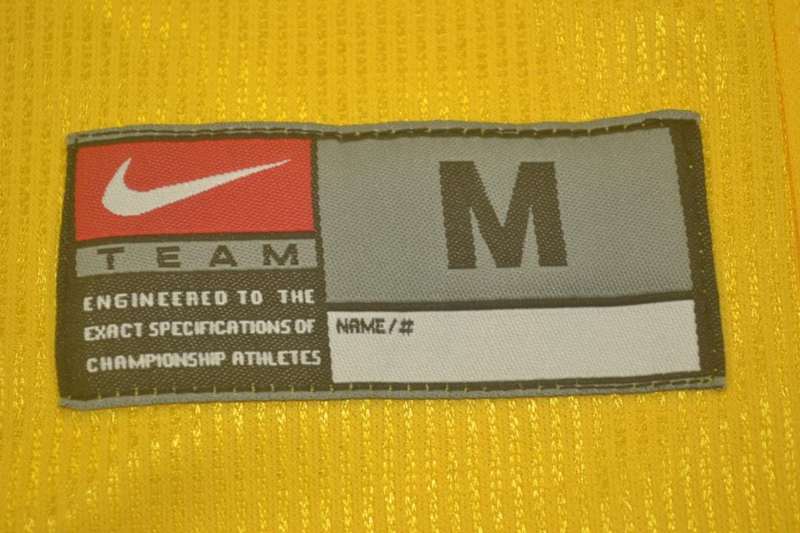 TEAM
ENGINEERED TO THE
EXACT SPECIFICATIONS OF
CHAMPIONSHIP ATHLETES
M
NAME/#